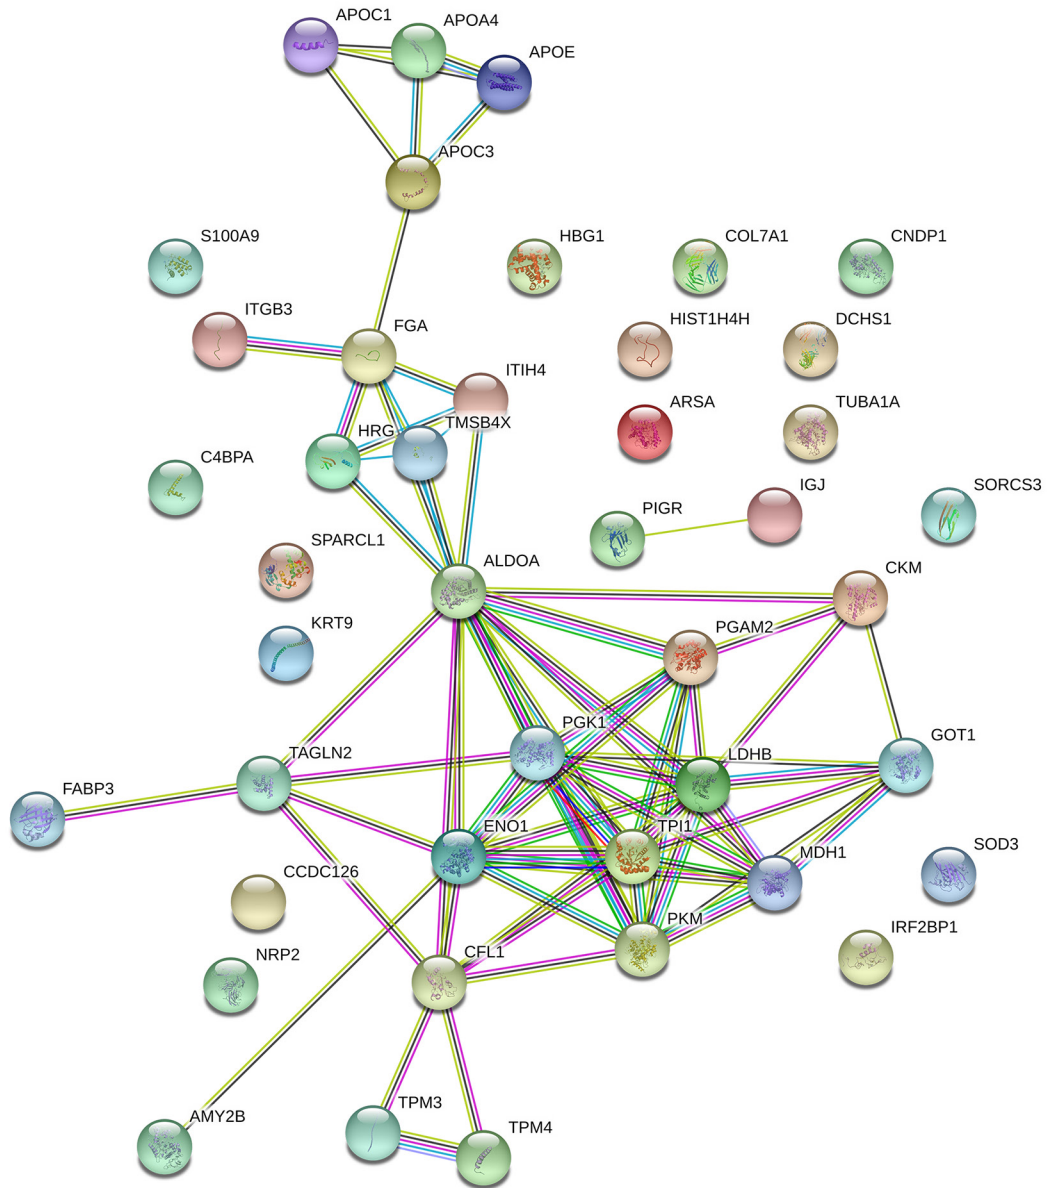 APOC1
APOA4
APOE
APOC3
S100A9
HBG1
COL7A1
CNDP1
ITGB3
FGA
HIST1H4H
DCHS1
ITIH4
ARSA
TUBA1A
HRG
TMSB4X
C4BPA
PIGR
IGJ
SORCS3
SPARCL1
ALDOA
CKM
KRT9
PGAM2
PGK1
TAGLN2
LDHB
GOT1
FABP3
ENO1
TPI1
MDH1
SOD3
CCDC126
PKM
IRF2BP1
NRP2
CFL1
AMY2B
TPM3
TPM4